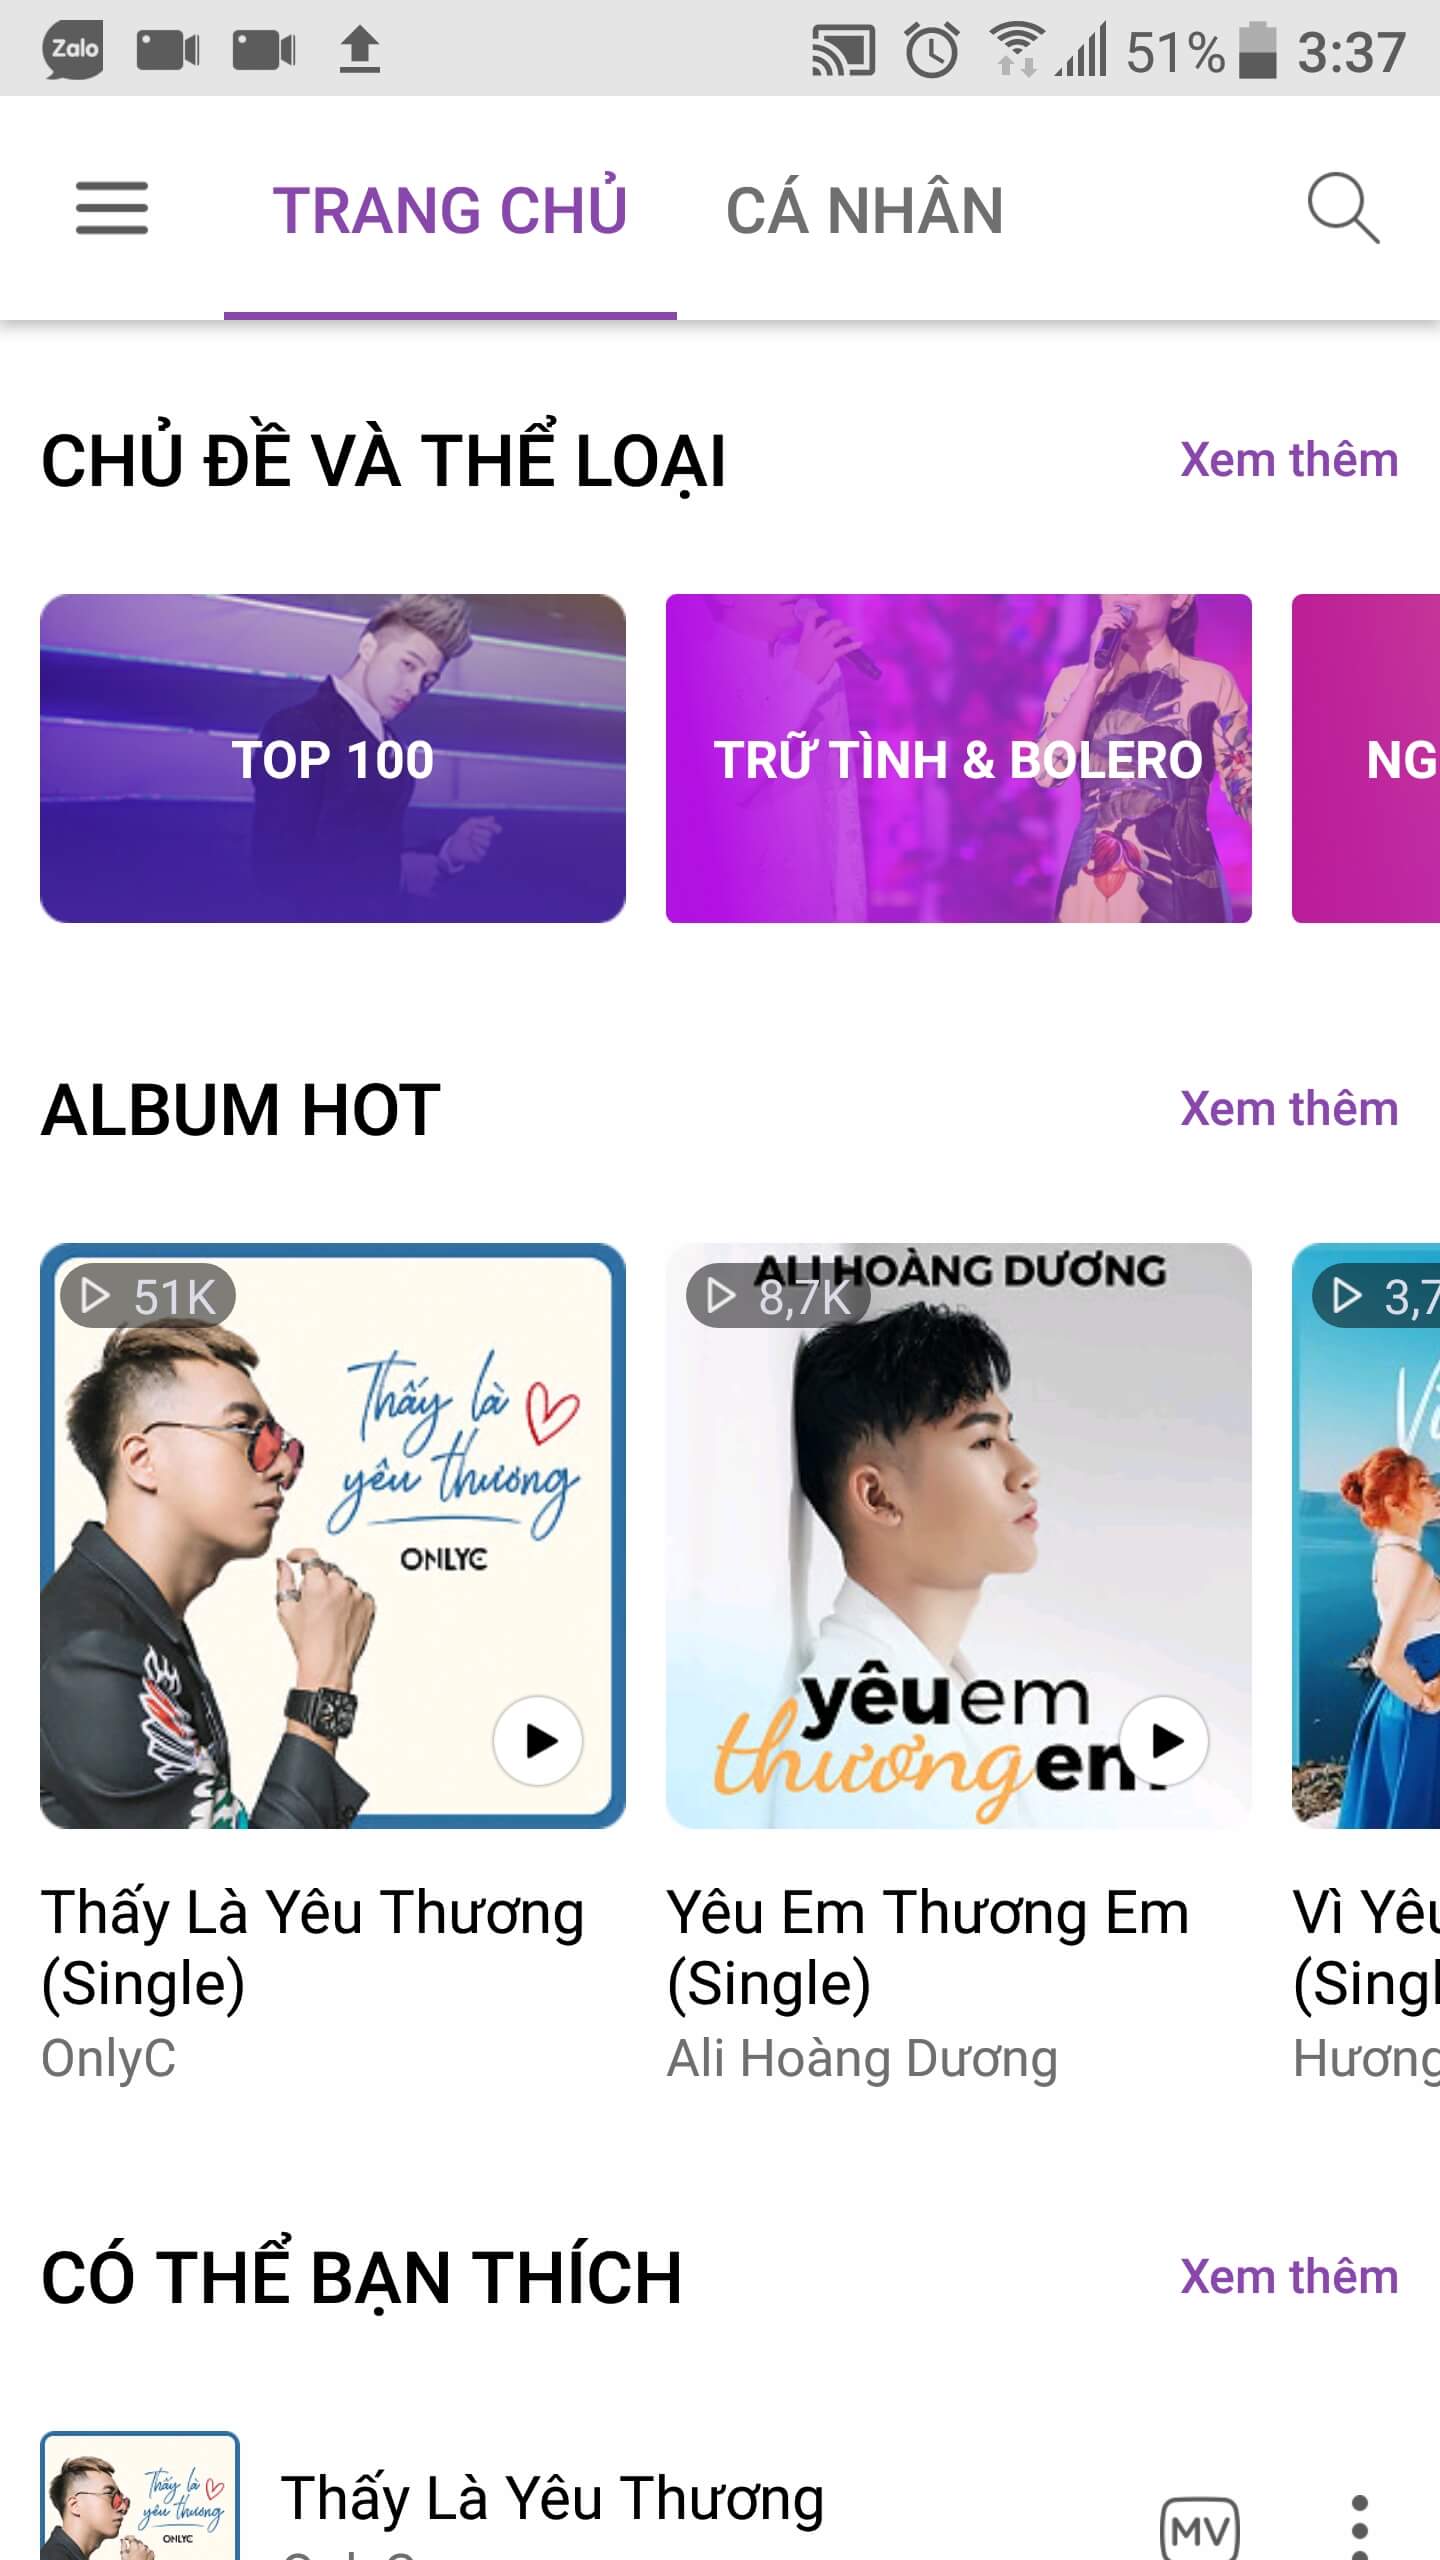 Zalo
51% 3:37
TRANG CHỦ CÁ NHÂN
CHỦ ĐỀ VÀ THỂ LOẠI Xem thêm
TOP 100 TRỮ TÌNH & BOLERO NG
ALBUM HOT Xem thêm
51K
Thấy là
yêu thương
ONLYC
ALI HOÀNG DƯƠNG
8,7K
yêu em
thương em
3,7
Thấy Là Yêu Thương
(Single)
OnlyC
Yêu Em Thương Em
(Single)
Ali Hoàng Dương
Vì Yêu
(Singl
Hương
CÓ THỂ BẠN THÍCH Xem thêm
Thấy là
yêu thương
ONLYC
Thấy Là Yêu Thương
MV